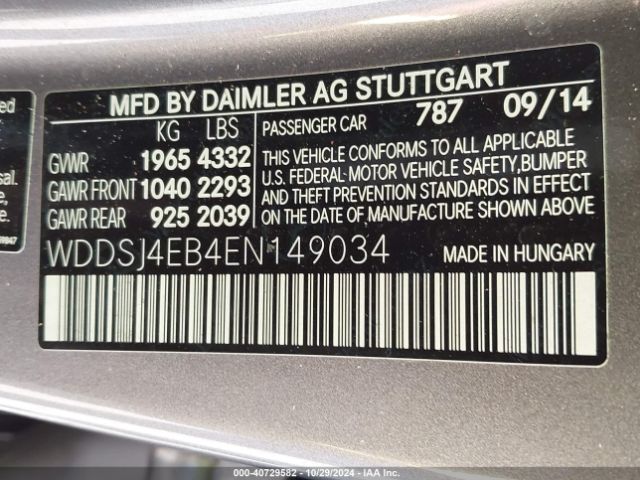 MFD BY DAIMLER AG STUTTGART
KG LBS
GVWR 1965 4332
GAWR FRONT 1040 2293
GAWR REAR 925 2039
PASSENGER CAR 787 09/14
THIS VEHICLE CONFORMS TO ALL APPLICABLE
U.S. FEDERAL MOTOR VEHICLE SAFETY, BUMPER
AND THEFT PREVENTION STANDARDS IN EFFECT
ON THE DATE OF MANUFACTURE SHOWN ABOVE
WDDSJ4EB4EN149034 MADE IN HUNGARY
000-40729582 - 10/29/2024 - IAA Inc.